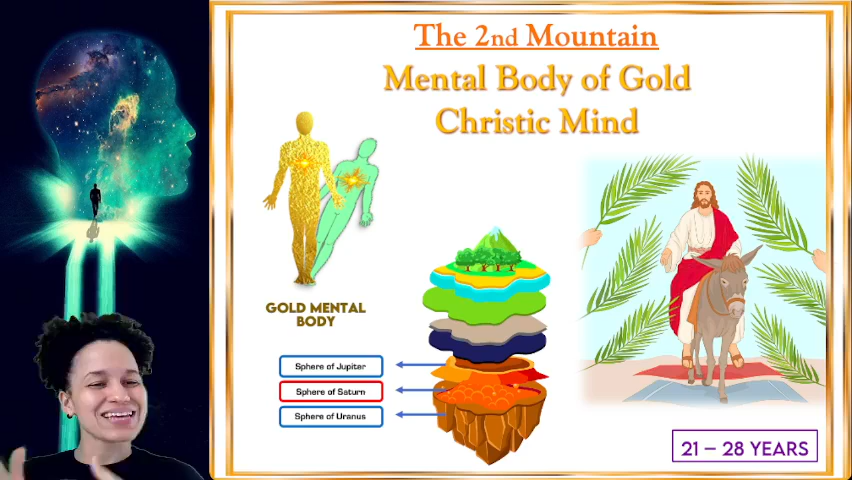 The 2nd Mountain
Mental Body of Gold
Christic Mind
GOLD MENTAL
BODY
Sphere of Jupiter
Sphere of Saturn
Sphere of Uranus
21 – 28 YEARS